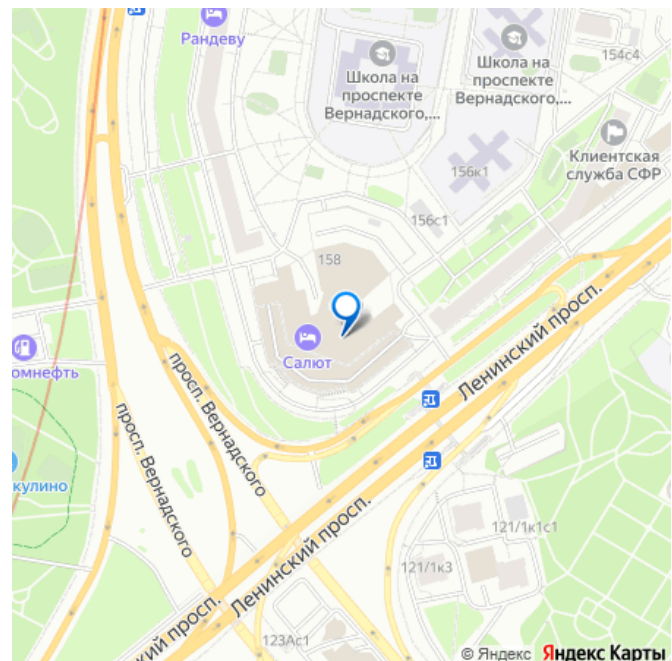 Рандеву
154с4
Школа на
проспекте
Вернадского,...
Школа на
проспекте
Вернадского,...
Клиентская
служба СФР
156к1
156с1
158
Салют
Ленинский просп.
омнефть
просп. Вернадского
просп. Вернадского
кулино
Ленинский просп.
121/1к1с1
121/1к3
123Ас1
кий просп.
© Яндекс Яндекс Карты